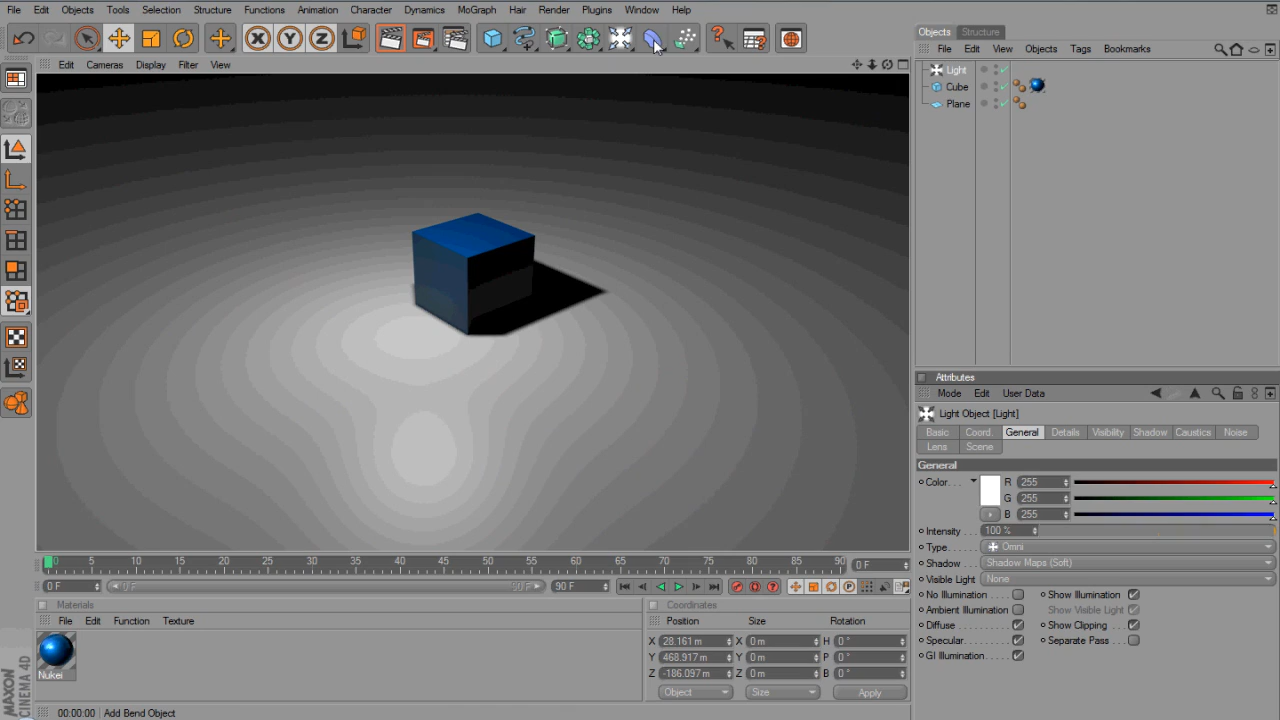 File Edit Objects Tools Selection Structure Functions Animation Character Dynamics MoGraph Hair Render Plugins Window Help
X Y Z
Objects Structure
File Edit View Objects Tags Bookmarks
Edit Cameras Display Filter View
Light
Cube
Plane
Attributes
Mode Edit User Data
Light Object [Light]
Basic Coord. General Details Visibility Shadow Caustics Noise
Lens Scene
General
Color. . . . R 255
G 255
B 255
Intensity 100 %
Type. . . . Omni
Shadow. . . Shadow Maps (Soft)
Visible Light . None
No Illumination . . . Show Illumination
Ambient Illumination Show Visible Light
Diffuse . . . . . . . Show Clipping
Specular. . . . . . Separate Pass .
GI Illumination. . . .
0 5 10 15 20 25 30 35 40 45 50 55 60 65 70 75 80 85 90 0 F
0 F 0 F 90 F 90 F
Materials
File Edit Function Texture
Nukei
Coordinates
Position Size Rotation
X 28.161 m X 0 m H 0 °
Y 468.917 m Y 0 m P 0 °
Z -186.097 m Z 0 m B 0 °
Object Size Apply
MAXON
CINEMA 4D
00:00:00 Add Bend Object